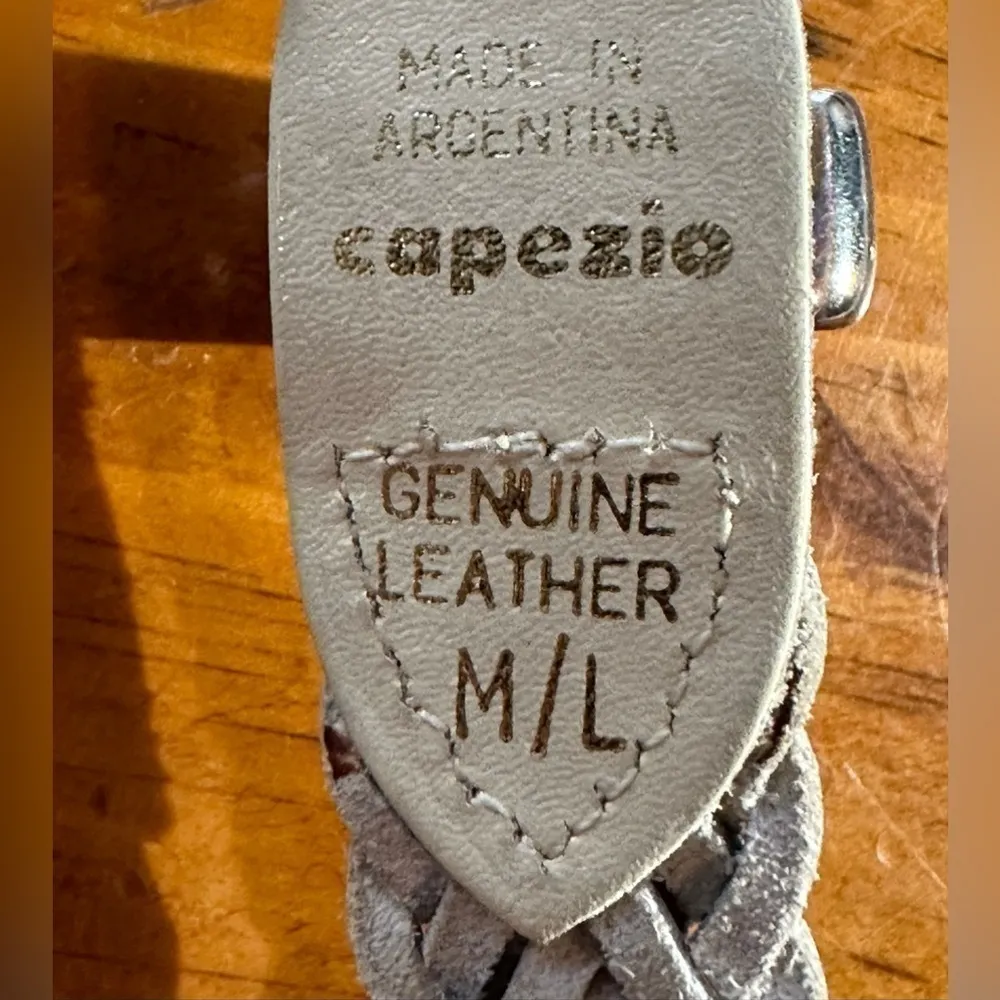 MADE IN
ARGENTINA
capezio
GENUINE
LEATHER
M/L